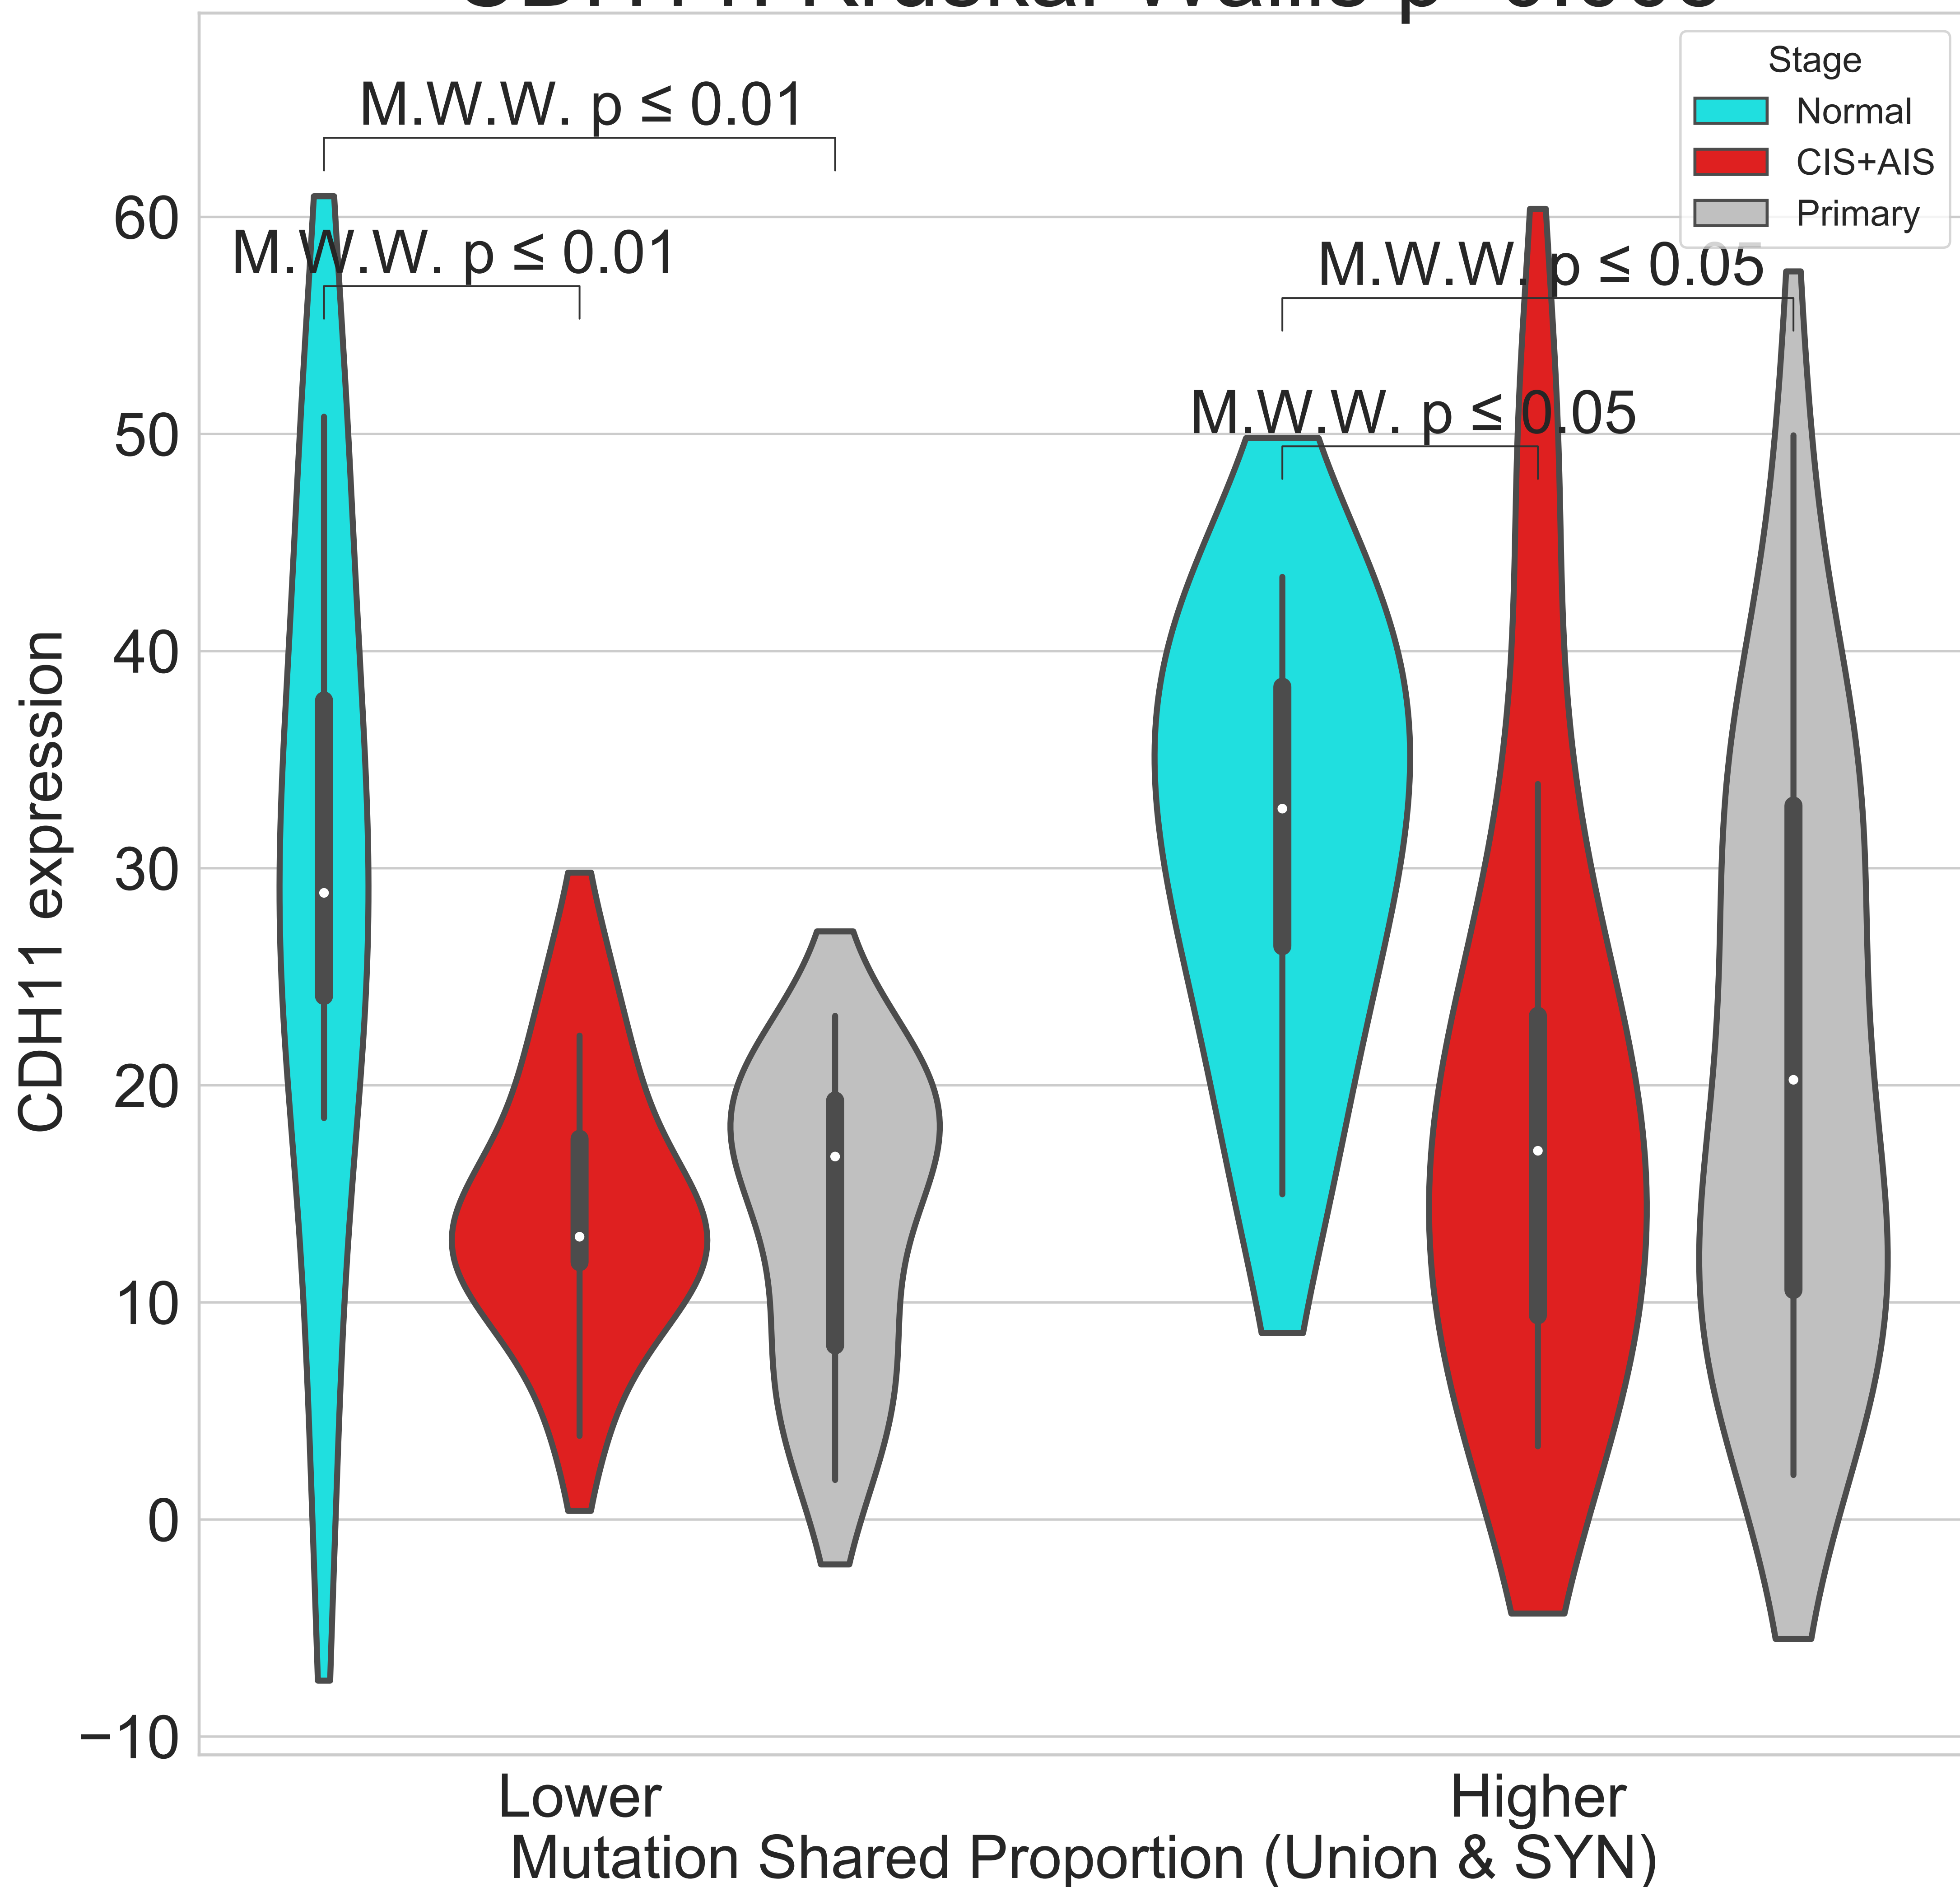 Stage
Normal
CIS+AIS
Primary
M.W.W. p ≤ 0.01
M.W.W. p ≤ 0.01
M.W.W. p ≤ 0.05
M.W.W. p ≤ 0.05
CDH11 expression
60
50
40
30
20
10
0
−10
Lower
Higher
Mutation Shared Proportion (Union & SYN)